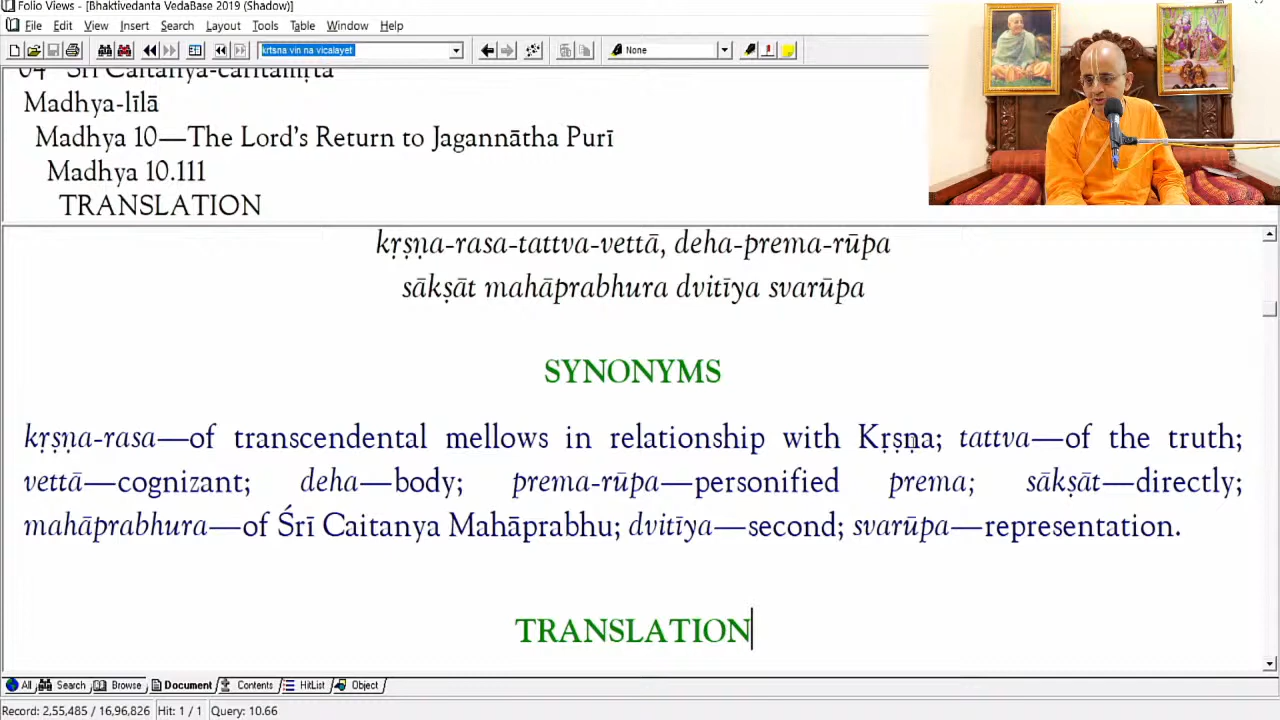 Folio Views - [Bhaktivedanta VedaBase 2019 (Shadow)]
File Edit View Insert Search Layout Tools Table Window Help
krtsna vin na vicalayet None
04 Śrī Caitanya-caritāmṛta
Madhya-līlā
Madhya 10—The Lord's Return to Jagannātha Purī
Madhya 10.111
TRANSLATION
kṛṣṇa-rasa-tattva-vettā, deha-prema-rūpa
sākṣāt mahāprabhura dvitīya svarūpa
SYNONYMS
kṛṣṇa-rasa—of transcendental mellows in relationship with Kṛṣṇa; tattva—of the truth;
vettā—cognizant; deha—body; prema-rūpa—personified prema; sākṣāt—directly;
mahāprabhura—of Śrī Caitanya Mahāprabhu; dvitīya—second; svarūpa—representation.
TRANSLATION
All Search Browse Document Contents HitList Object
Record: 2,55,485 / 16,96,826 Hit: 1 / 1 Query: 10.66